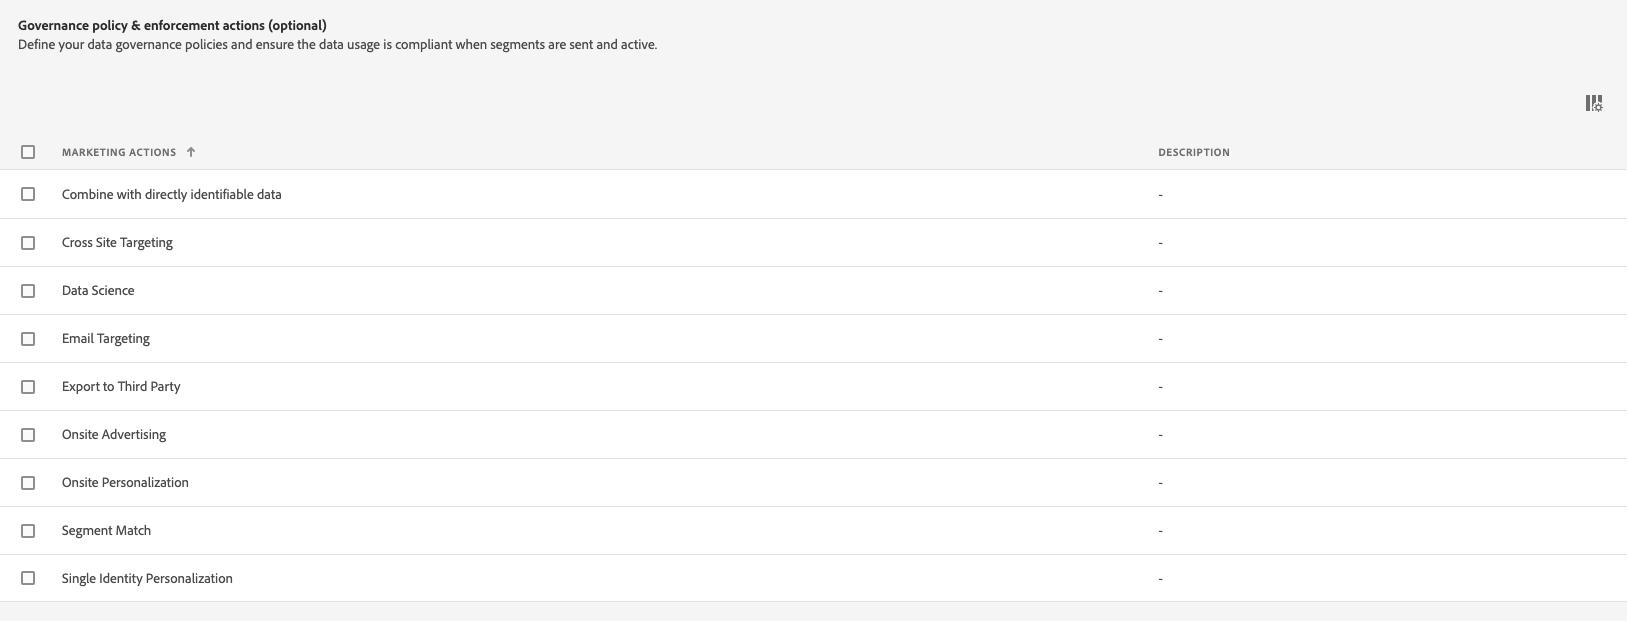 Governance policy & enforcement actions (optional)
Define your data governance policies and ensure the data usage is compliant when segments are sent and active.
MARKETING ACTIONS DESCRIPTION
Combine with directly identifiable data -
Cross Site Targeting -
Data Science -
Email Targeting -
Export to Third Party -
Onsite Advertising -
Onsite Personalization -
Segment Match -
Single Identity Personalization -